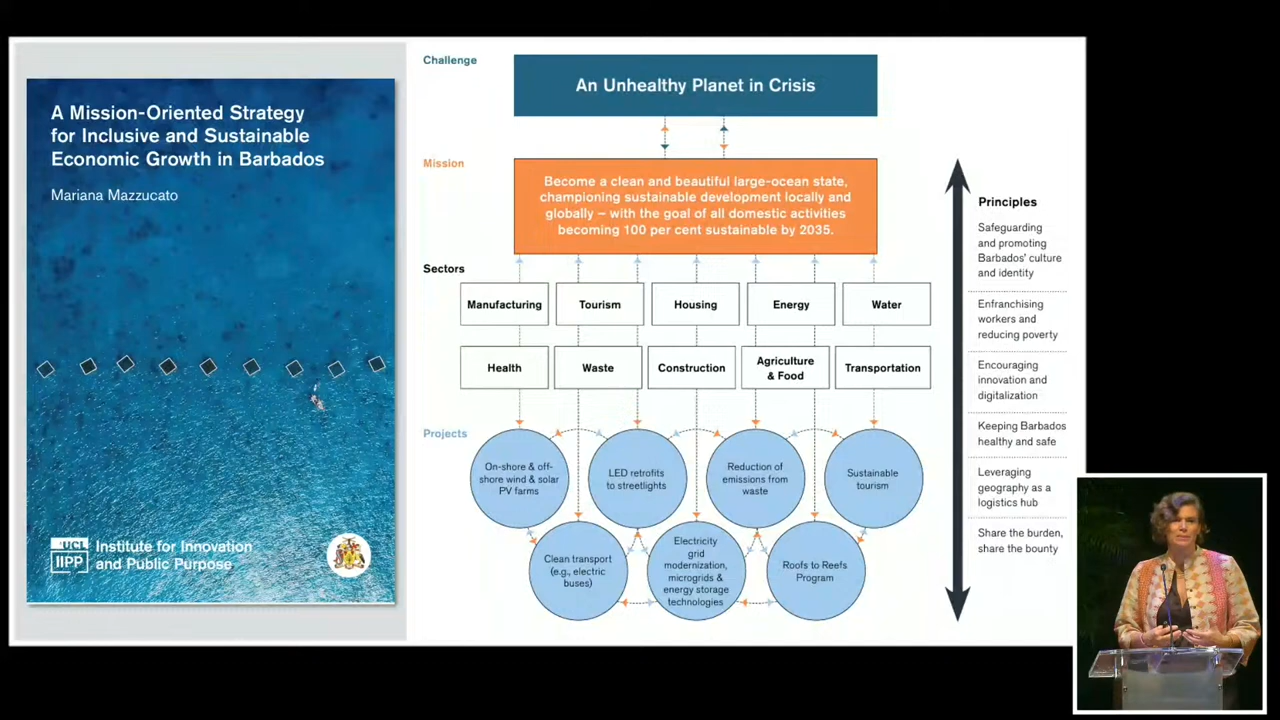 A Mission-Oriented Strategy
for Inclusive and Sustainable
Economic Growth in Barbados
Mariana Mazzucato
UCL
IIPP
Institute for Innovation
and Public Purpose
Challenge
An Unhealthy Planet in Crisis
Mission
Become a clean and beautiful large-ocean state,
championing sustainable development locally and
globally – with the goal of all domestic activities
becoming 100 per cent sustainable by 2035.
Sectors
Manufacturing
Tourism
Housing
Energy
Water
Health
Waste
Construction
Agriculture
& Food
Transportation
Projects
On-shore & off-
shore wind & solar
PV farms
LED retrofits
to streetlights
Reduction of
emissions from
waste
Sustainable
tourism
Clean transport
(e.g., electric
buses)
Electricity
grid
modernization,
microgrids &
energy storage
technologies
Roofs to Reefs
Program
Principles
Safeguarding
and promoting
Barbados’ culture
and identity
Enfranchising
workers and
reducing poverty
Encouraging
innovation and
digitalization
Keeping Barbados
healthy and safe
Leveraging
geography as a
logistics hub
Share the burden,
share the bounty